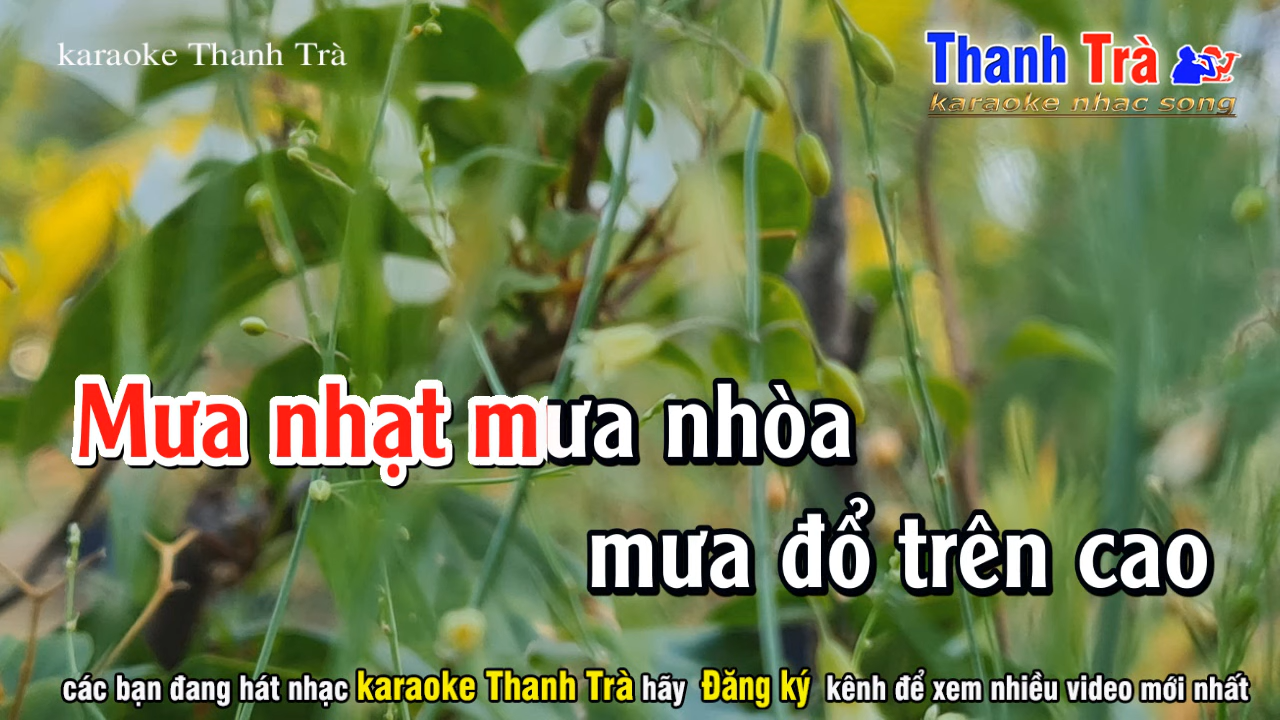 karaoke Thanh Trà
Thanh Trà
karaoke nhac song
Mưa nhạt mưa nhòa
mưa đổ trên cao
các bạn đang hát nhạc karaoke Thanh Trà hãy Đăng ký kênh để xem nhiều video mới nhất